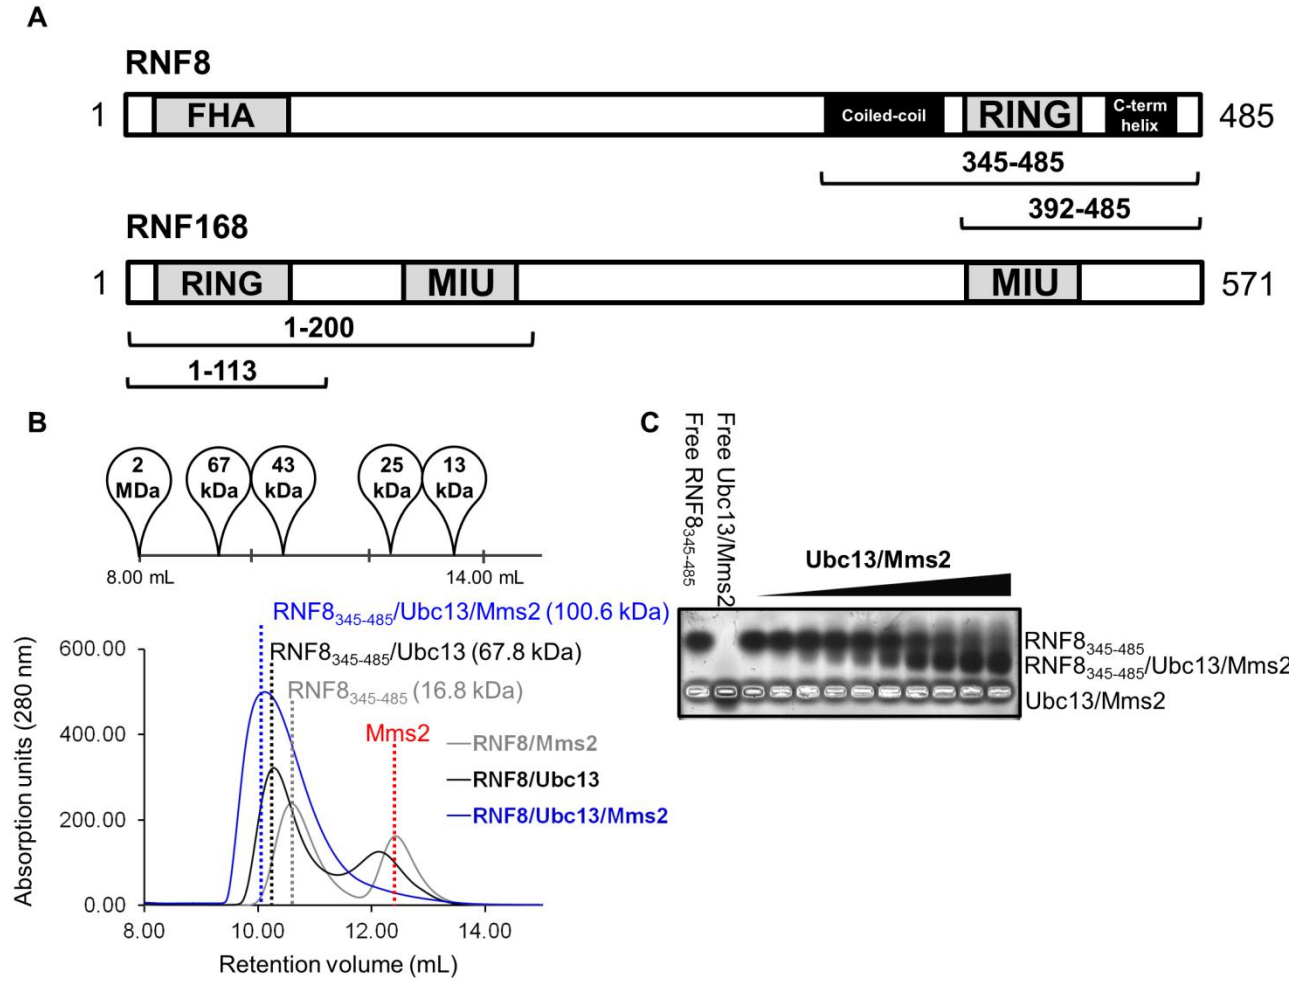 A
RNF8
1 FHA Coiled-coil RING C-term helix 485
345-485
392-485
RNF168
1 RING MIU MIU 571
1-200
1-113
B
2 MDa 67 kDa 43 kDa 25 kDa 13 kDa
8.00 mL 14.00 mL
RNF8345-485/Ubc13/Mms2 (100.6 kDa)
RNF8345-485/Ubc13 (67.8 kDa)
RNF8345-485 (16.8 kDa)
Mms2
RNF8/Mms2
RNF8/Ubc13
RNF8/Ubc13/Mms2
Absorption units (280 nm)
600.00
400.00
200.00
0.00
8.00 10.00 12.00 14.00
Retention volume (mL)
C
Free RNF8345-485
Free Ubc13/Mms2
Ubc13/Mms2
RNF8345-485
RNF8345-485/Ubc13/Mms2
Ubc13/Mms2